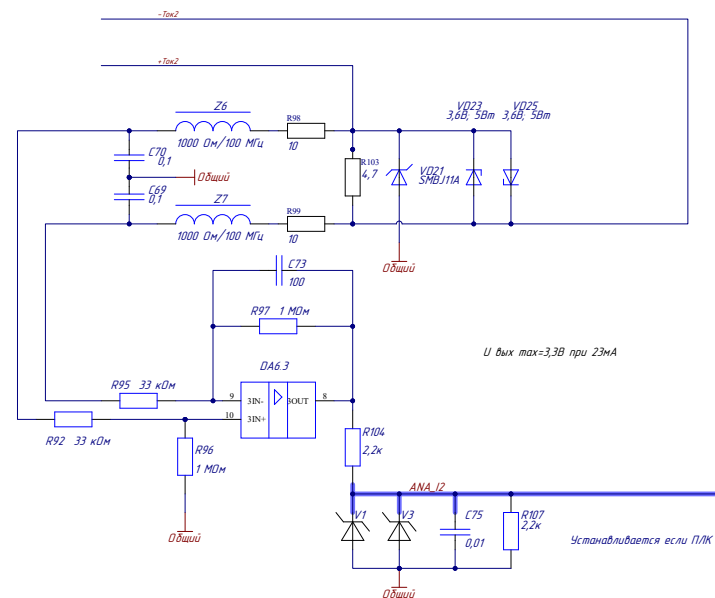 -Ток2
+Ток2
Z6
1000 Ом/100 МГц
R98
10
VD23
3,6В; 5Вт
VD25
3,6В; 5Вт
C70
0,1
Общий
C69
0,1
R103
4,7
VD21
SMBJ11A
Z7
1000 Ом/100 МГц
R99
10
Общий
C73
100
R97 1 МОм
U вых max=3,3В при 23мА
DA6.3
R95 33 кОм
9
3IN-
3OUT
8
10
3IN+
R92 33 кОм
R96
1 МОм
R104
2,2к
Общий
ANA_I2
V1
V3
C75
0,01
R107
2,2к
Устанавливается если ПЛК
Общий